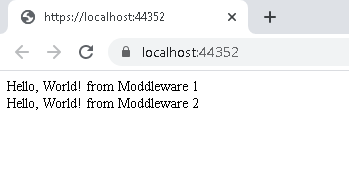 https://localhost:44352
localhost:44352
Hello, World! from Moddleware 1
Hello, World! from Moddleware 2